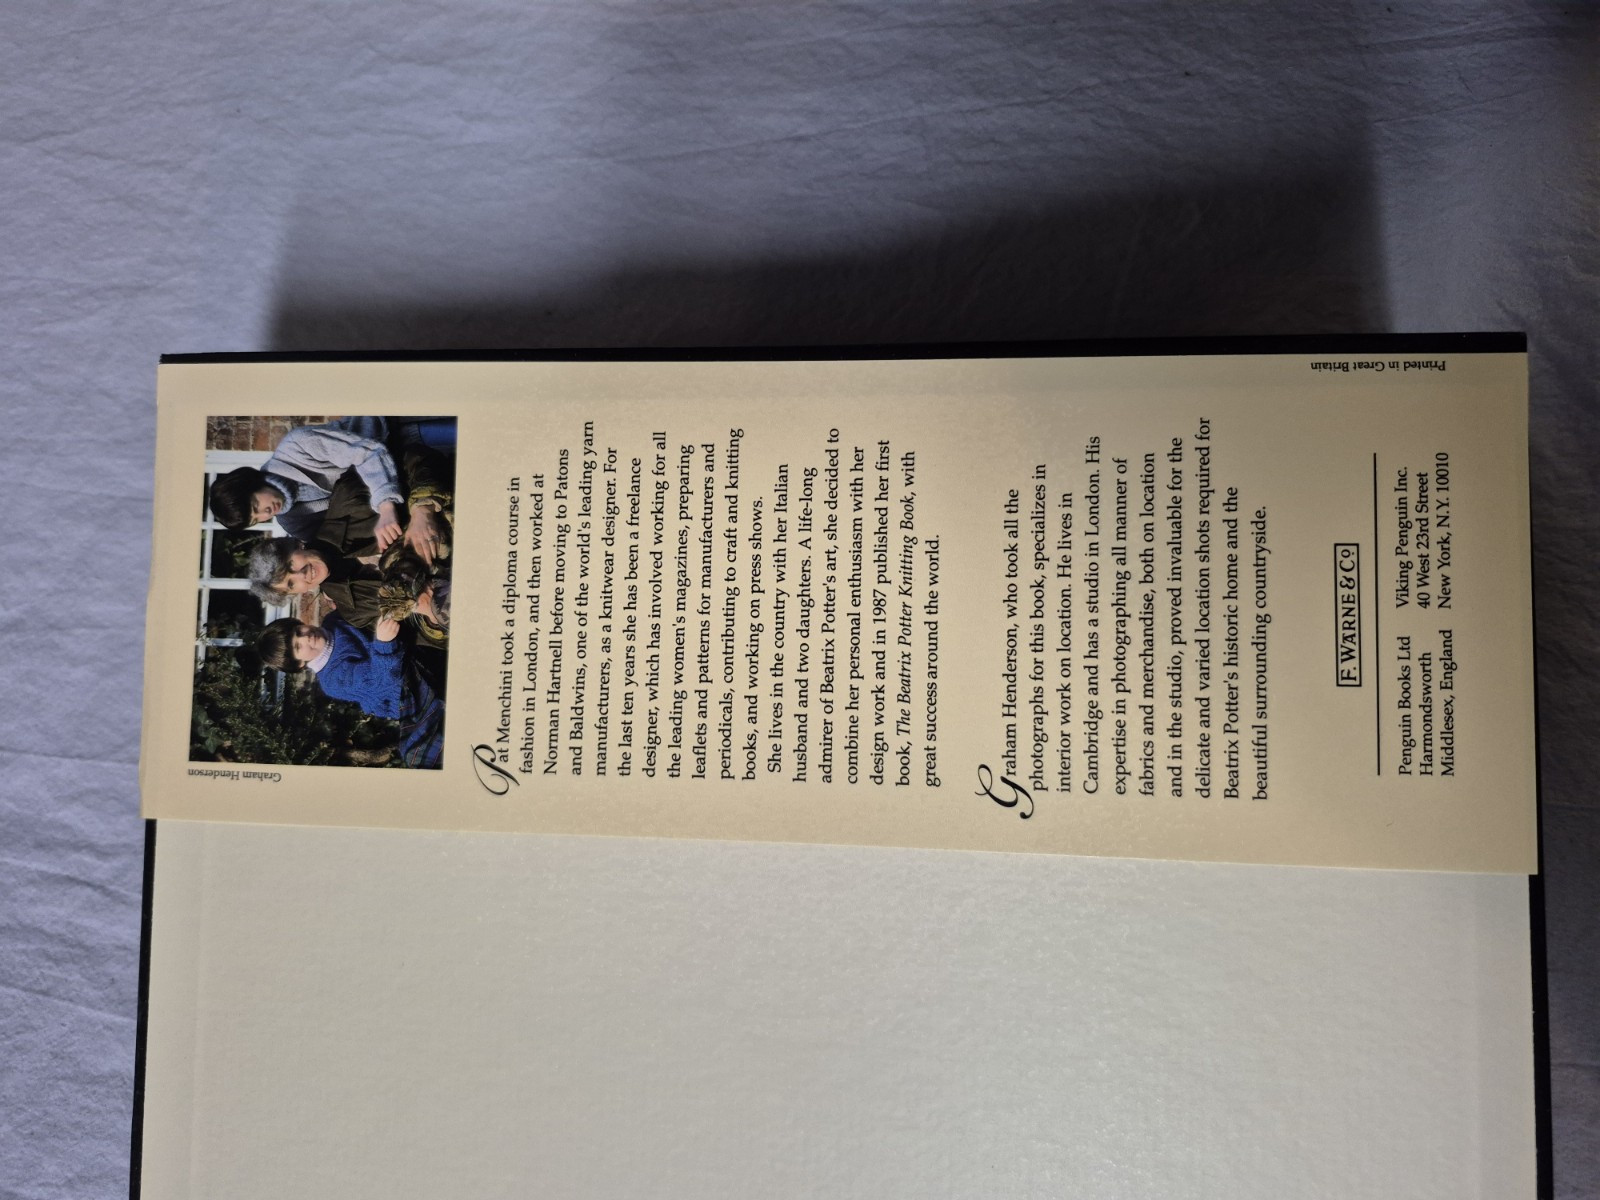 Graham Henderson
Pat Menchini took a diploma course in
fashion in London, and then worked at
Norman Hartnell before moving to Patons
and Baldwins, one of the world's leading yarn
manufacturers, as a knitwear designer. For
the last ten years she has been a freelance
designer, which has involved working for all
the leading women's magazines, preparing
leaflets and patterns for manufacturers and
periodicals, contributing to craft and knitting
books, and working on press shows.
She lives in the country with her Italian
husband and two daughters. A life-long
admirer of Beatrix Potter's art, she decided to
combine her personal enthusiasm with her
design work and in 1987 published her first
book, The Beatrix Potter Knitting Book, with
great success around the world.
Graham Henderson, who took all the
photographs for this book, specializes in
interior work on location. He lives in
Cambridge and has a studio in London. His
expertise in photographing all manner of
fabrics and merchandise, both on location
and in the studio, proved invaluable for the
delicate and varied location shots required for
Beatrix Potter's historic home and the
beautiful surrounding countryside.
F. WARNE & Co
Penguin Books Ltd
Harmondsworth
Middlesex, England
Viking Penguin Inc.
40 West 23rd Street
New York, N.Y. 10010
Printed in Great Britain